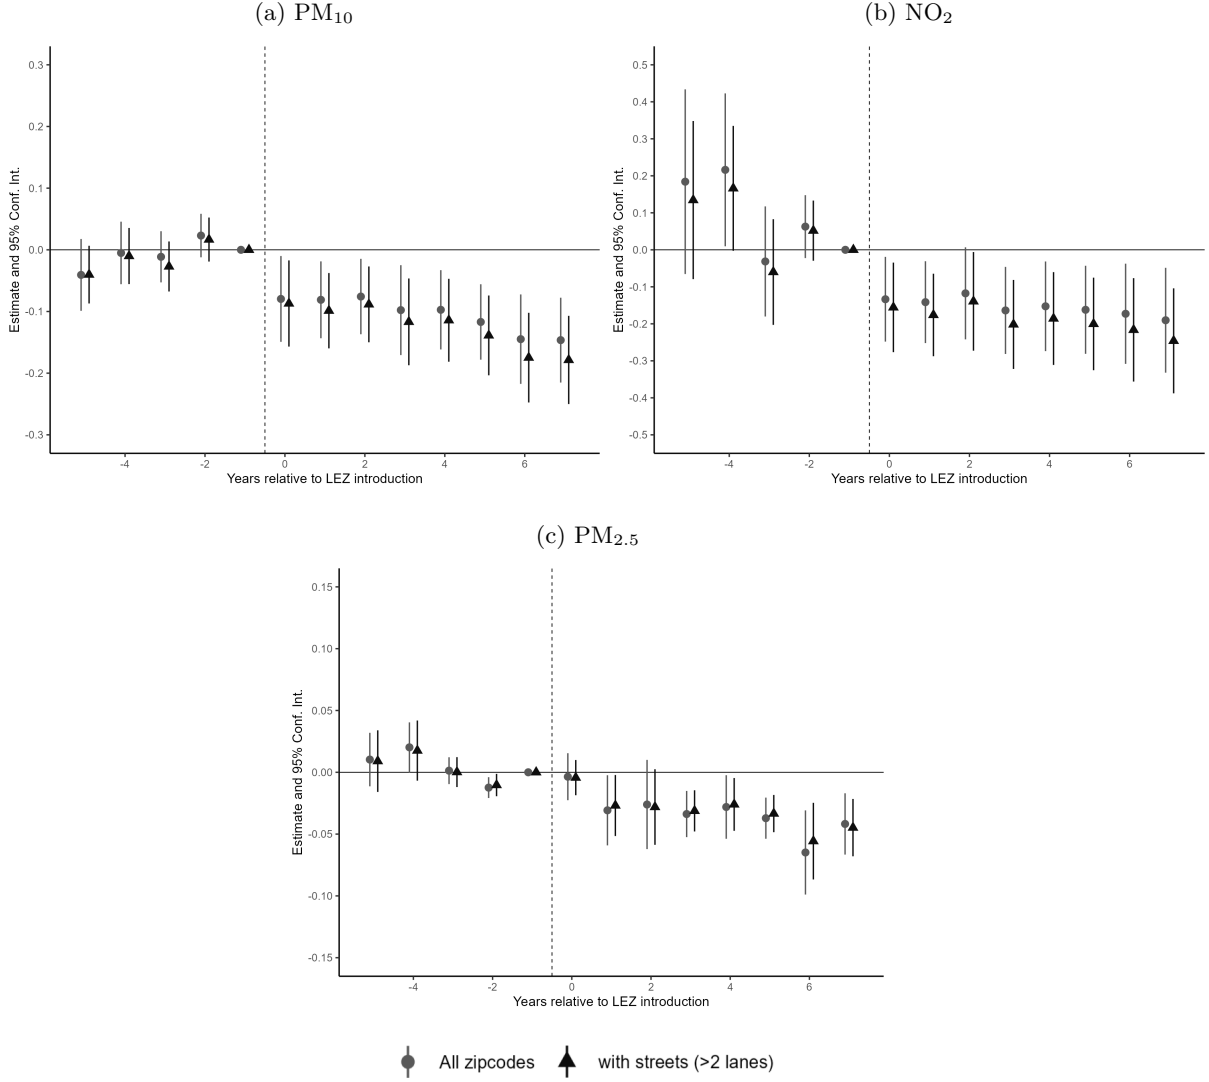 (a) PM₁₀
0.3
0.2
0.1
0.0
-0.1
-0.2
-0.3
Estimate and 95% Conf. Int.
-4 -2 0 2 4 6
Years relative to LEZ introduction
(b) NO₂
0.5
0.4
0.3
0.2
0.1
0.0
-0.1
-0.2
-0.3
-0.4
-0.5
Estimate and 95% Conf. Int.
-4 -2 0 2 4 6
Years relative to LEZ introduction
(c) PM₂.₅
0.15
0.10
0.05
0.00
-0.05
-0.10
-0.15
Estimate and 95% Conf. Int.
-4 -2 0 2 4 6
Years relative to LEZ introduction
All zipcodes with streets (>2 lanes)